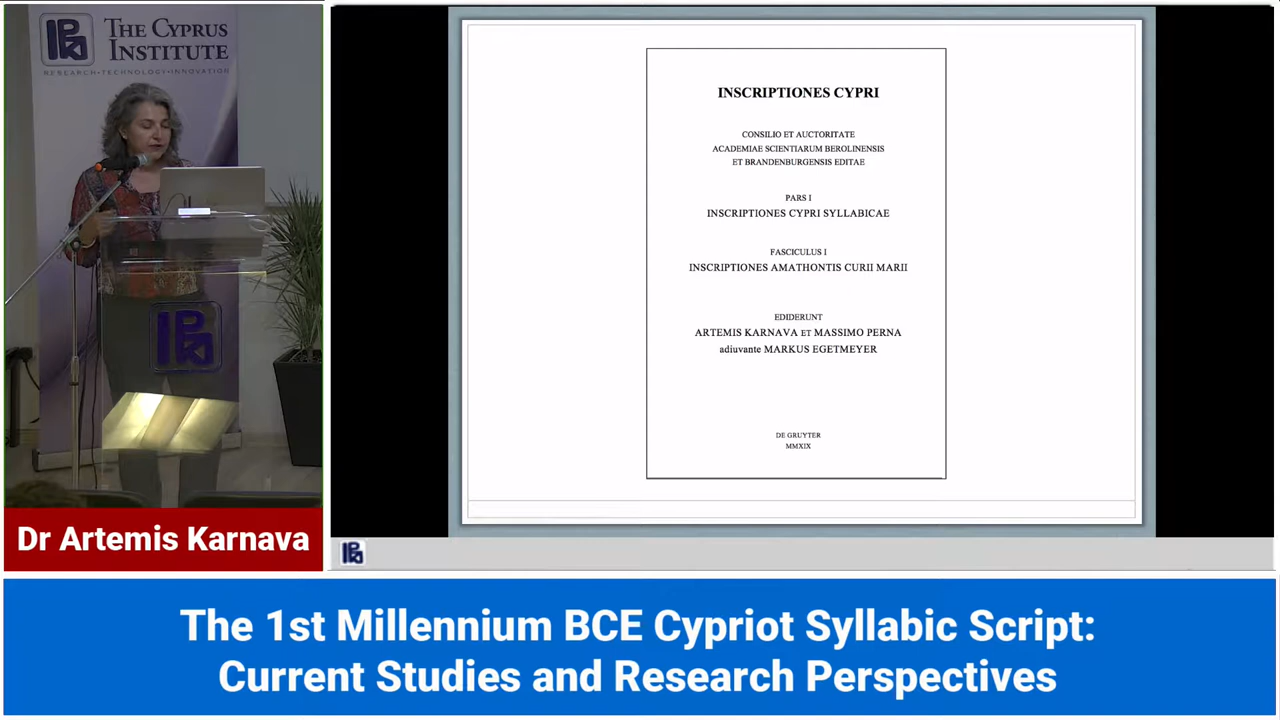 THE CYPRUS
INSTITUTE
RESEARCH•TECHNOLOGY•INNOVATION
INSCRIPTIONES CYPRI
CONSILIO ET AUCTORITATE
ACADEMIAE SCIENTIARUM BEROLINENSIS
ET BRANDENBURGENSIS EDITAE
PARS I
INSCRIPTIONES CYPRI SYLLABICAE
FASCICULUS I
INSCRIPTIONES AMATHONTIS CURII MARII
EDIDERUNT
ARTEMIS KARNAVA ET MASSIMO PERNA
adiuvante MARKUS EGETMEYER
DE GRUYTER
MMXIX
Dr Artemis Karnava
The 1st Millennium BCE Cypriot Syllabic Script:
Current Studies and Research Perspectives